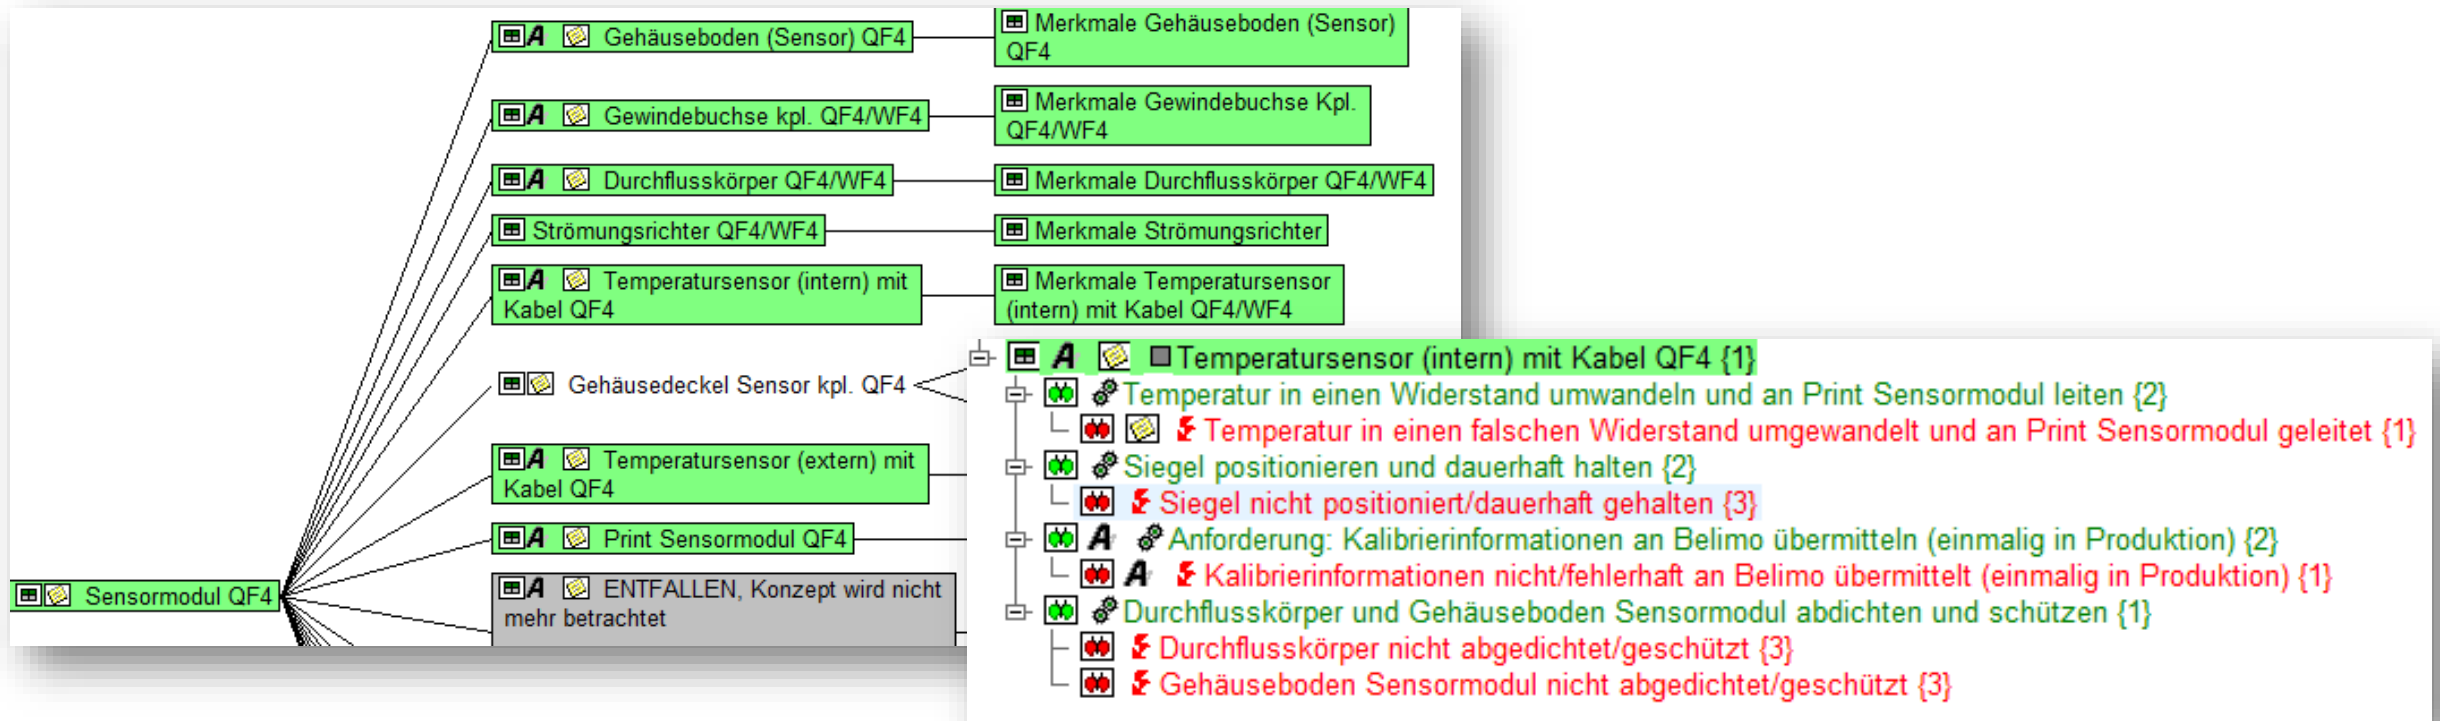 Gehäuseboden (Sensor) QF4
Merkmale Gehäuseboden (Sensor)
QF4
Gewindebuchse kpl. QF4/WF4
Merkmale Gewindebuchse Kpl.
QF4/WF4
Durchflusskörper QF4/WF4
Merkmale Durchflusskörper QF4/WF4
Strömungsrichter QF4/WF4
Merkmale Strömungsrichter
Temperatursensor (intern) mit
Kabel QF4
Merkmale Temperatursensor
(intern) mit Kabel QF4/WF4
Gehäusedeckel Sensor kpl. QF4
Temperatursensor (extern) mit
Kabel QF4
Print Sensormodul QF4
Sensormodul QF4
ENTFALLEN, Konzept wird nicht
mehr betrachtet
Temperatursensor (intern) mit Kabel QF4 {1}
Temperatur in einen Widerstand umwandeln und an Print Sensormodul leiten {2}
Temperatur in einen falschen Widerstand umgewandelt und an Print Sensormodul geleitet {1}
Siegel positionieren und dauerhaft halten {2}
Siegel nicht positioniert/dauerhaft gehalten {3}
Anforderung: Kalibrierinformationen an Belimo übermitteln (einmalig in Produktion) {2}
Kalibrierinformationen nicht/fehlerhaft an Belimo übermittelt (einmalig in Produktion) {1}
Durchflusskörper und Gehäuseboden Sensormodul abdichten und schützen {1}
Durchflusskörper nicht abgedichtet/geschützt {3}
Gehäuseboden Sensormodul nicht abgedichtet/geschützt {3}